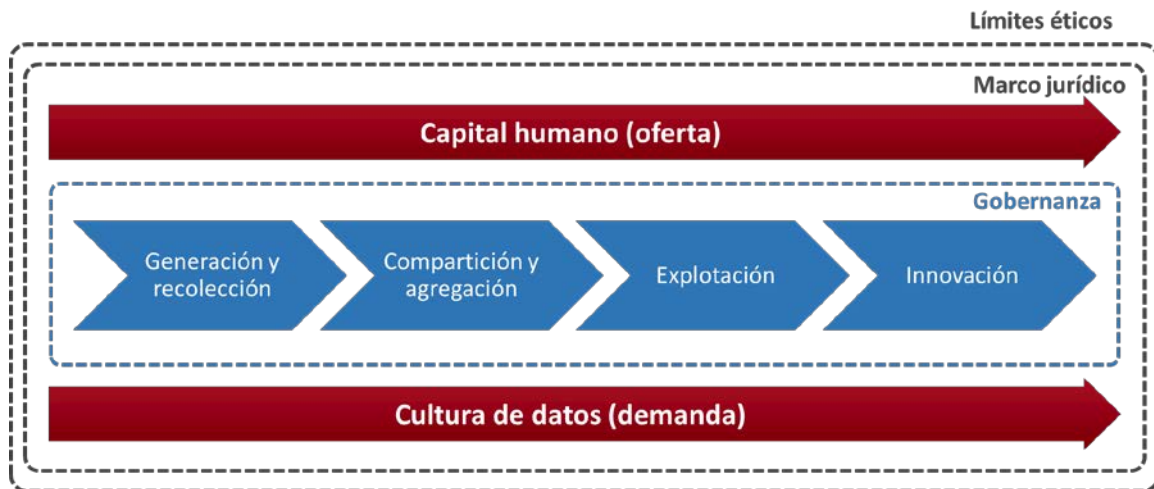 Límites éticos
Marco jurídico
Capital humano (oferta)
Gobernanza
Generación y
recolección
Compartición y
agregación
Explotación
Innovación
Cultura de datos (demanda)